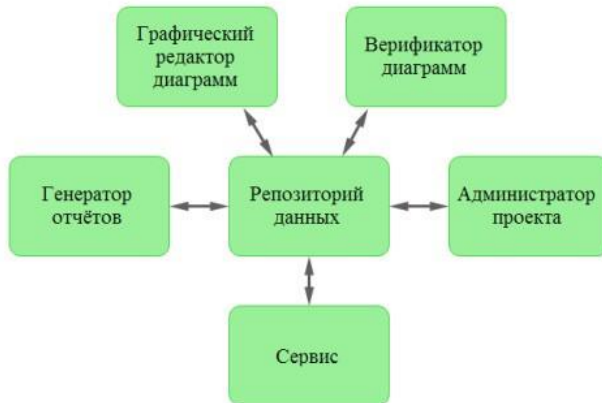 Графический
редактор
диаграмм
Верификатор
диаграмм
Генератор
отчётов
Репозиторий
данных
Администратор
проекта
Сервис